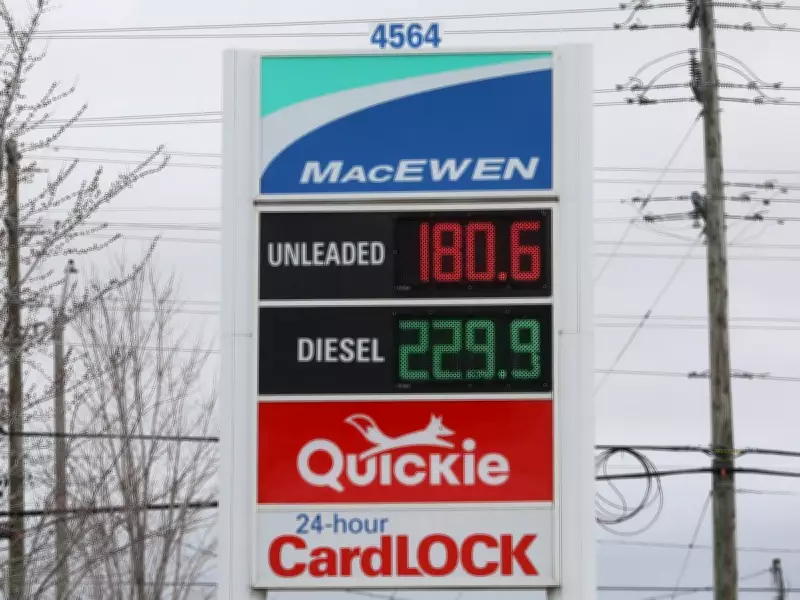 4564
MacEWEN
UNLEADED 180.6
DIESEL 229.9
Quickie
24-hour
CardLOCK